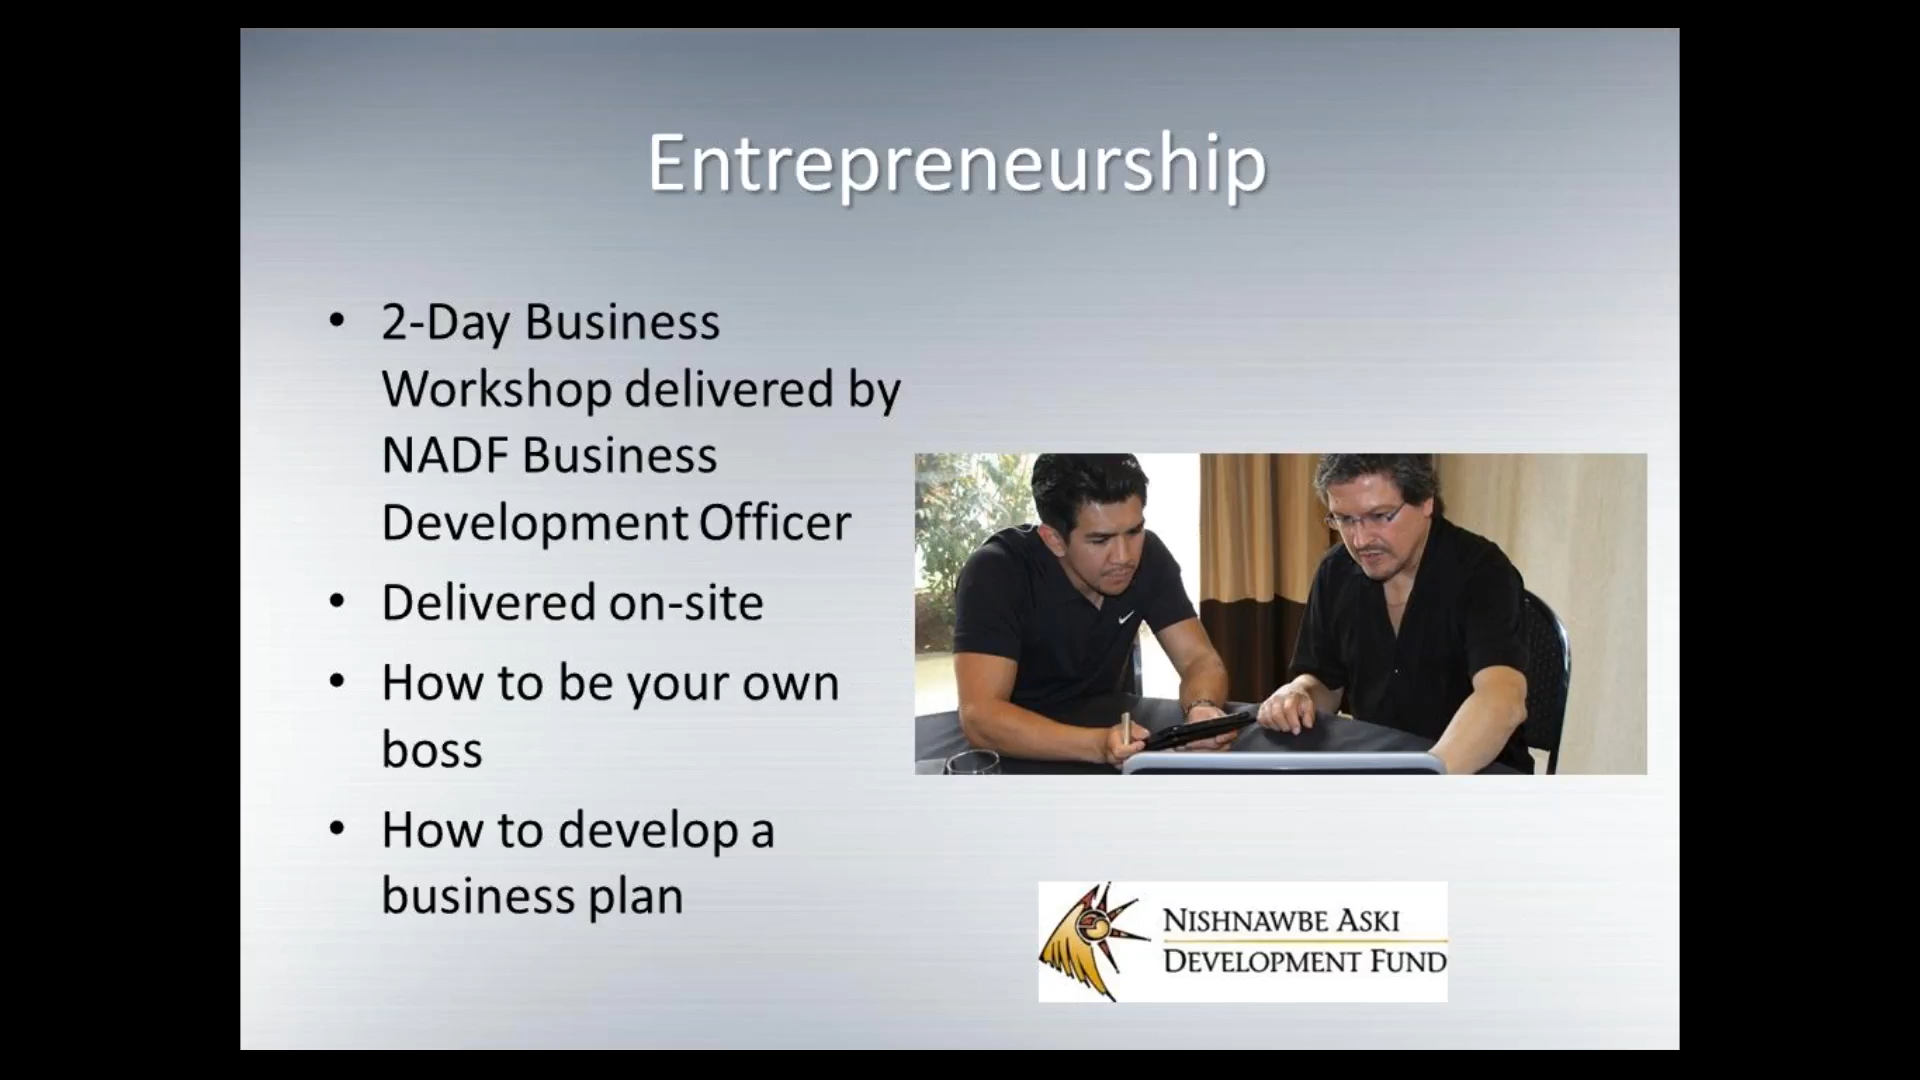 Entrepreneurship
• 2-Day Business
Workshop delivered by
NADF Business
Development Officer
• Delivered on-site
• How to be your own
boss
• How to develop a
business plan
NISHNAWBE ASKI
DEVELOPMENT FUND